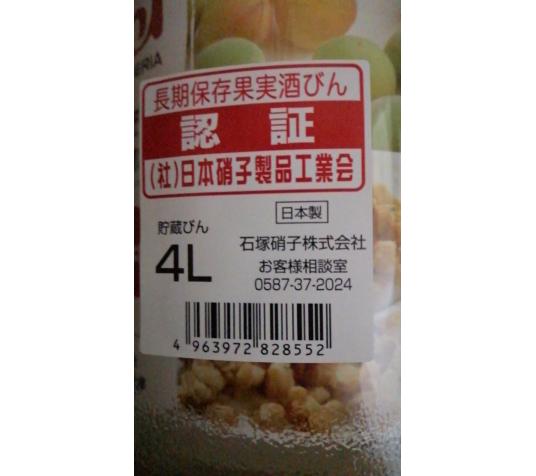 ERIA
長期保存果実酒びん
認 証
(社)日本硝子製品工業会
日本製
貯蔵びん
4L
石塚硝子株式会社
お客様相談室
0587-37-2024
4 963972 828552